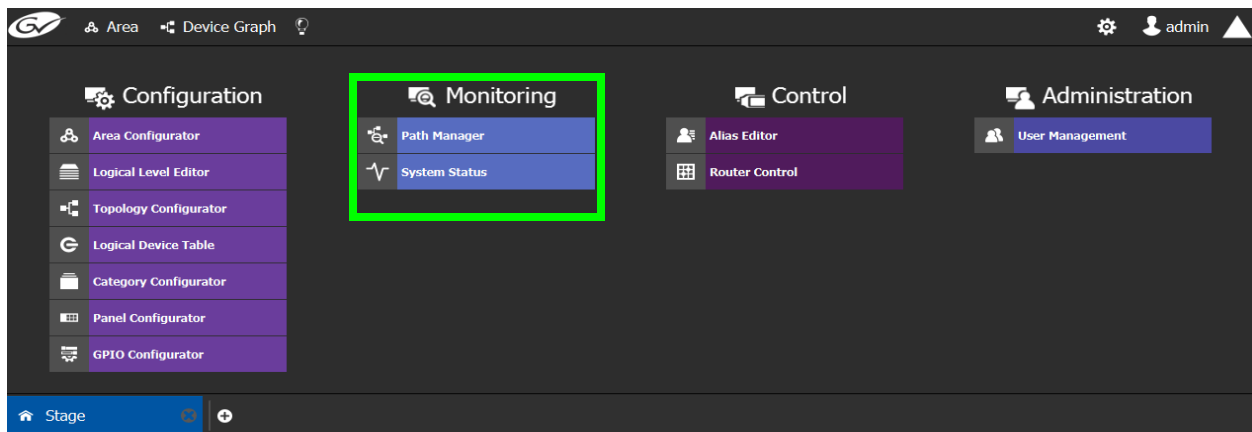 GV Area Device Graph admin
Configuration Monitoring Control Administration
Area Configurator Path Manager Alias Editor User Management
Logical Level Editor System Status Router Control
Topology Configurator
Logical Device Table
Category Configurator
Panel Configurator
GPIO Configurator
Stage